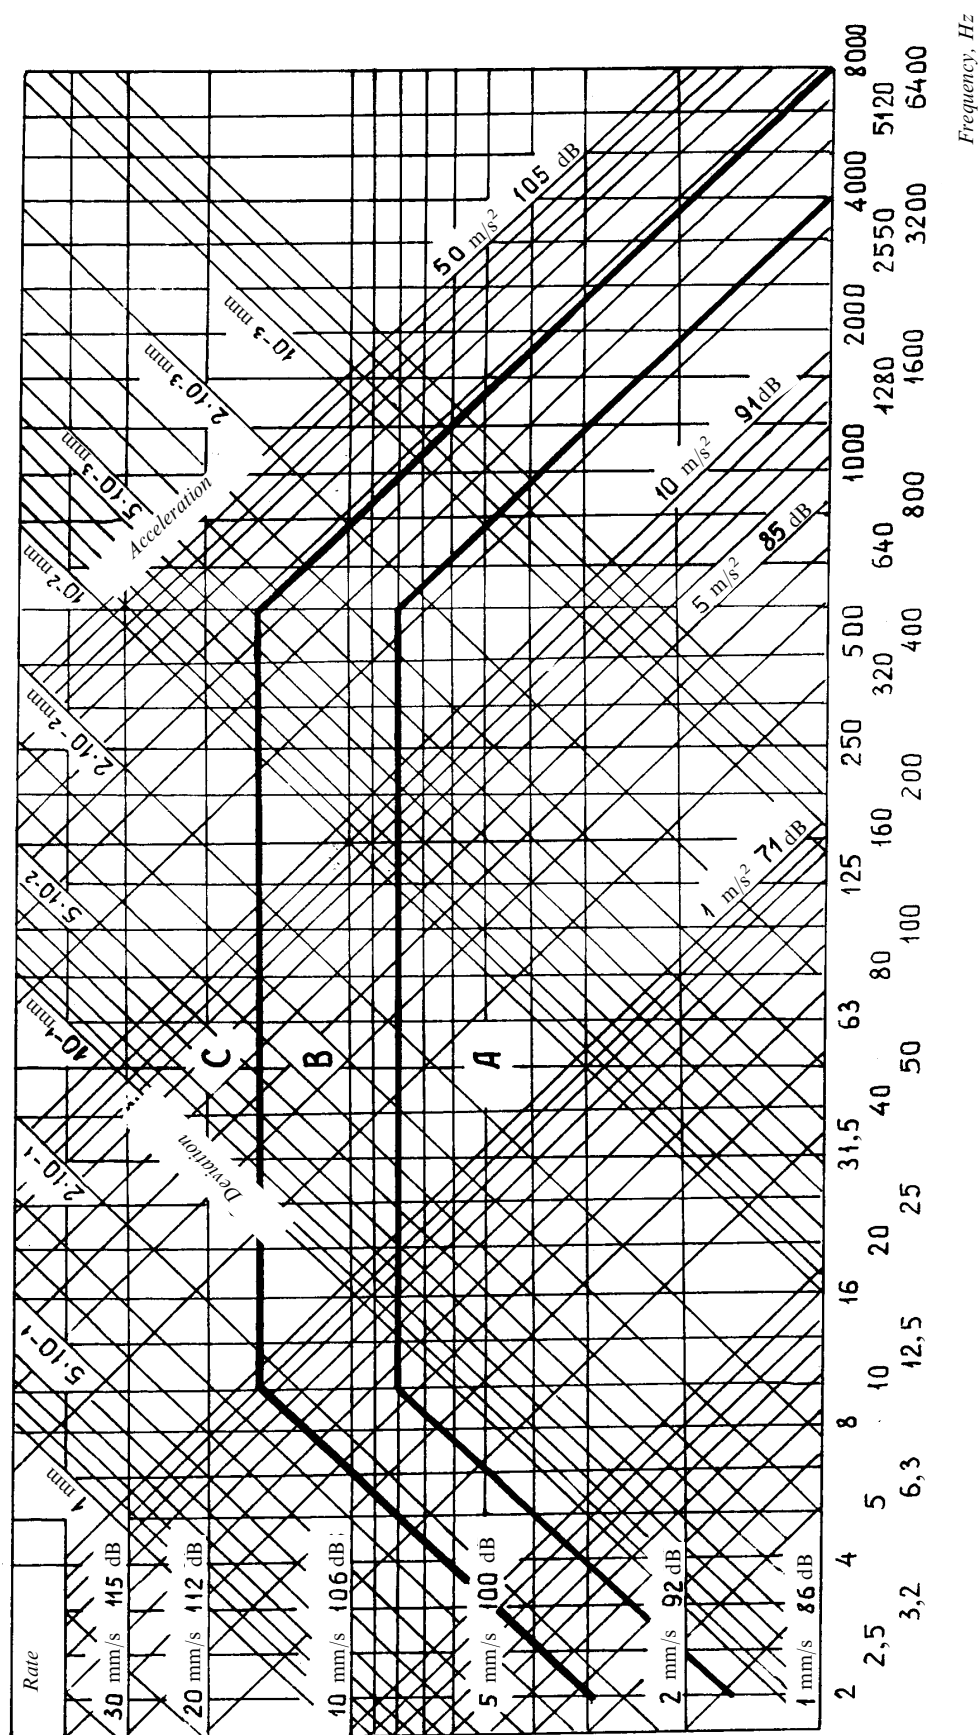 Rate
30 mm/s 115 dB
20 mm/s 112 dB
10 mm/s 106 dB
5 mm/s 100 dB
2 mm/s 92 dB
1 mm/s 86 dB
1 mm
5·10⁻¹
2·10⁻¹
10⁻¹ mm
5·10⁻²
2·10⁻² mm
10⁻² mm
5·10⁻³ mm
2·10⁻³ mm
10⁻³ mm
Deviation
Acceleration
C
B
A
50 m/s² 105 dB
10 m/s² 91 dB
5 m/s² 85 dB
1 m/s² 71 dB
2 4 8 16 31,5 63 125 250 500 1000 2000 4000 8000
2,5 5 10 20 40 80 160 320 640 1280 2550 5120
3,2 6,3 12,5 25 50 100 200 400 800 1600 3200 6400
Frequency, Hz